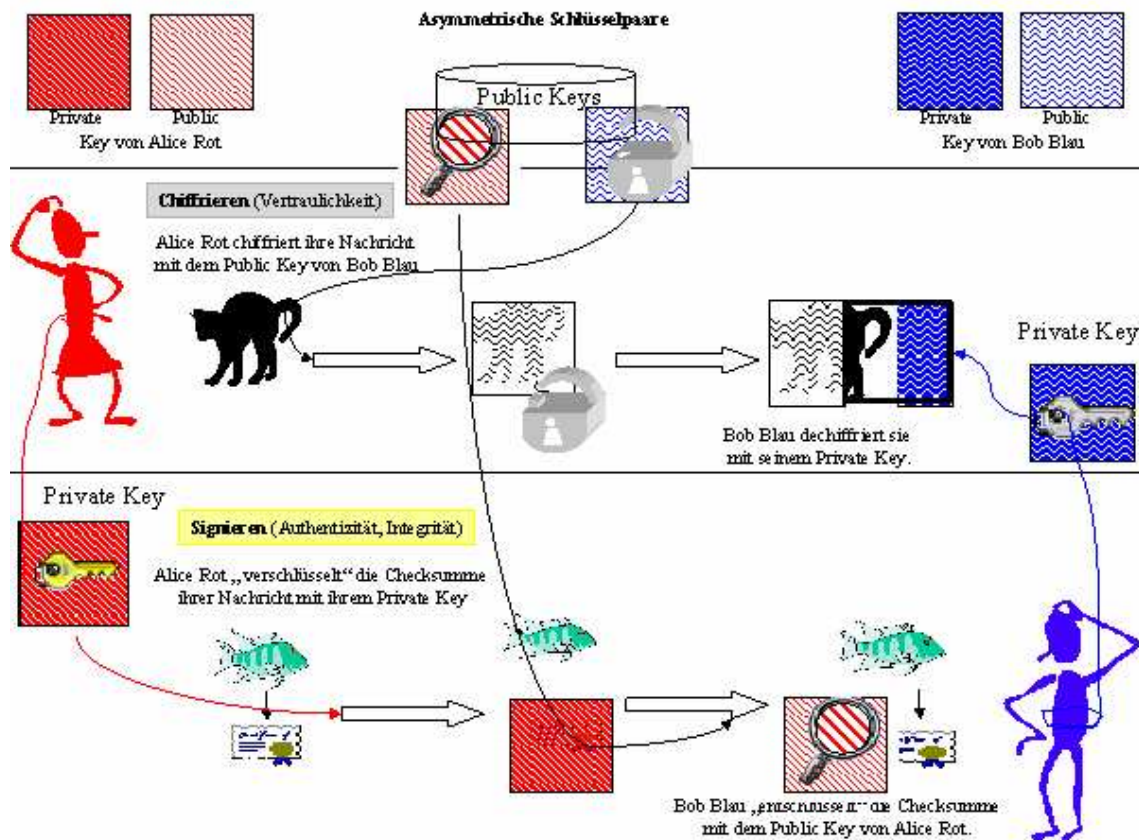 Asymmetrische Schlüsselpaare
Public Keys
Private Public
Key von Alice Rot
Private Public
Key von Bob Blau
Chiffrieren (Vertraulichkeit)
Alice Rot chiffriert ihre Nachricht
mit dem Public Key von Bob Blau
Private Key
Bob Blau dechiffriert sie
mit seinem Private Key.
Private Key
Signieren (Authentizität, Integrität)
Alice Rot „verschlüsselt“ die Checksumme
ihrer Nachricht mit ihrem Private Key
Bob Blau „entschlüsselt“ die Checksumme
mit dem Public Key von Alice Rot.